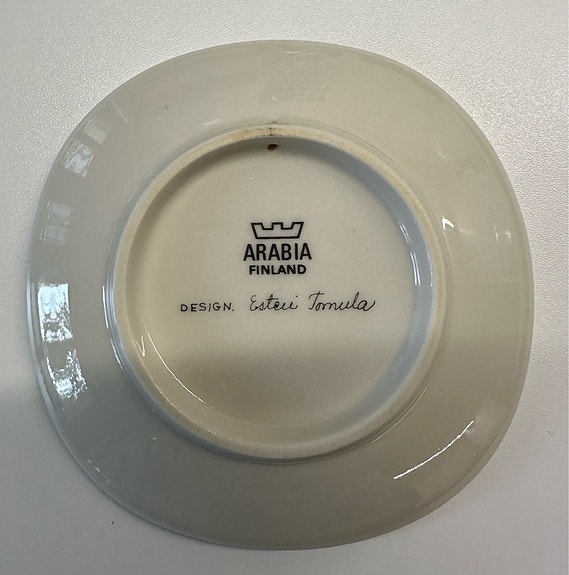 ARABIA
FINLAND
DESIGN. Esteri Tomula